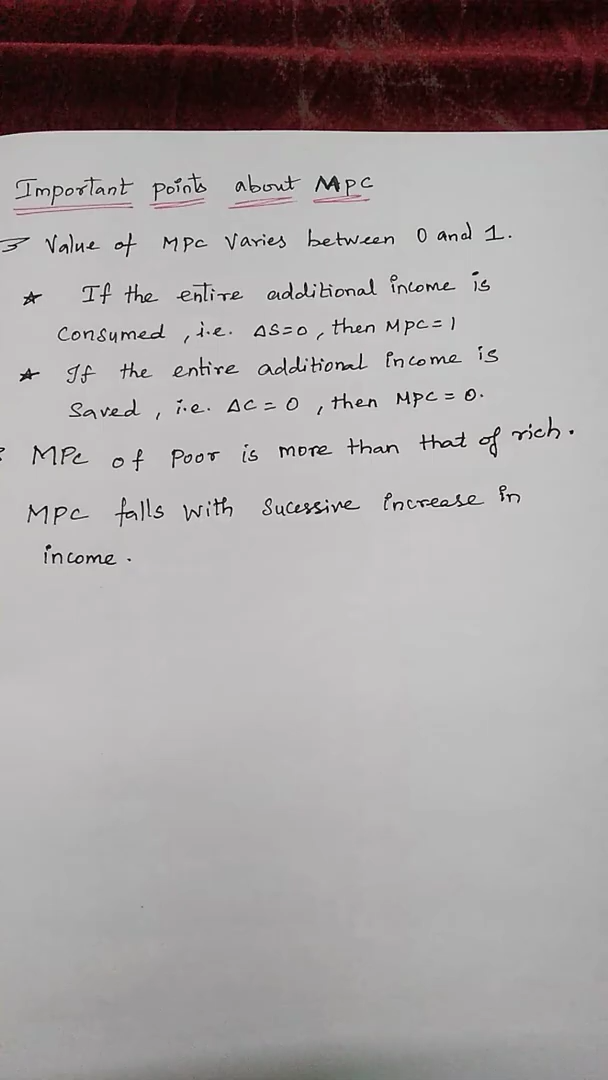 Important points about MPC
Value of MPC Varies between 0 and 1.
☆ If the entire additional income is
Consumed, i.e. ΔS=0, then MPC=1
☆ If the entire additional income is
Saved, i.e. ΔC = 0, then MPC = 0.
MPC of Poor is more than that of rich.
MPC falls with Sucessive increase in
income.